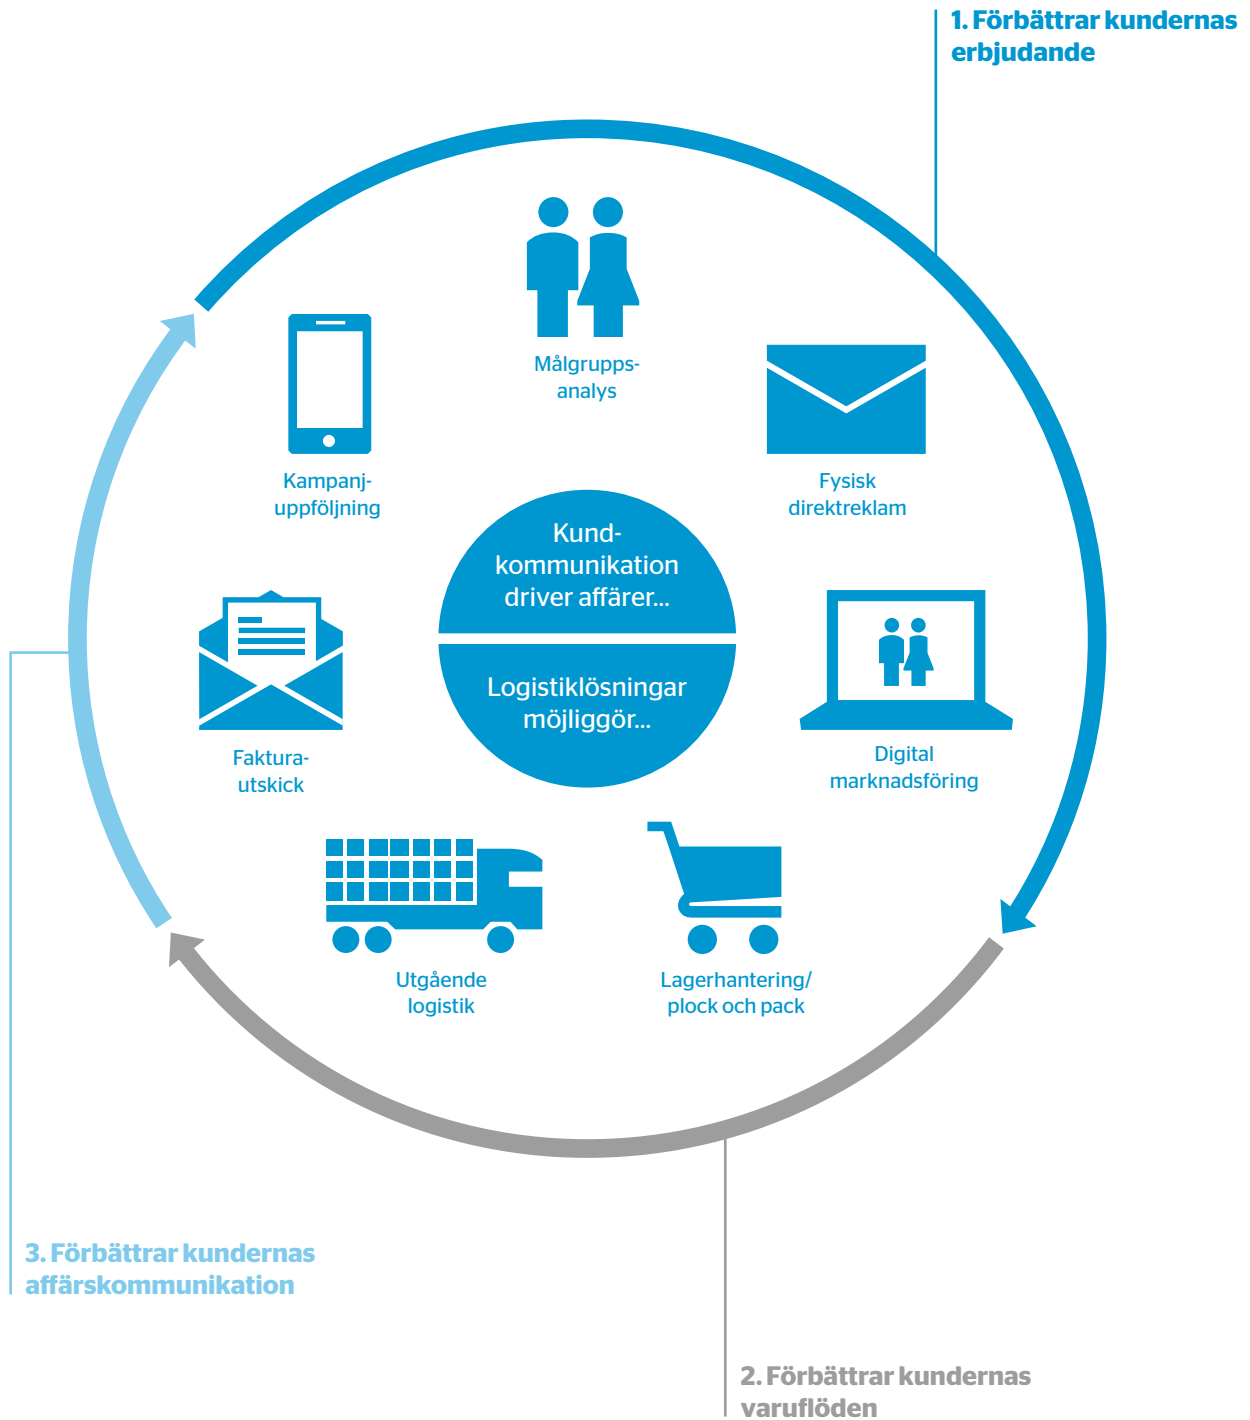 1. Förbättrar kundernas
erbjudande
Målgrupps-
analys
Fysisk
direktreklam
Kampanj-
uppföljning
Kund-
kommunikation
driver affärer...
Logistiklösningar
möjliggör...
Digital
marknadsföring
Faktura-
utskick
Utgående
logistik
Lagerhantering/
plock och pack
3. Förbättrar kundernas
affärskommunikation
2. Förbättrar kundernas
varuflöden